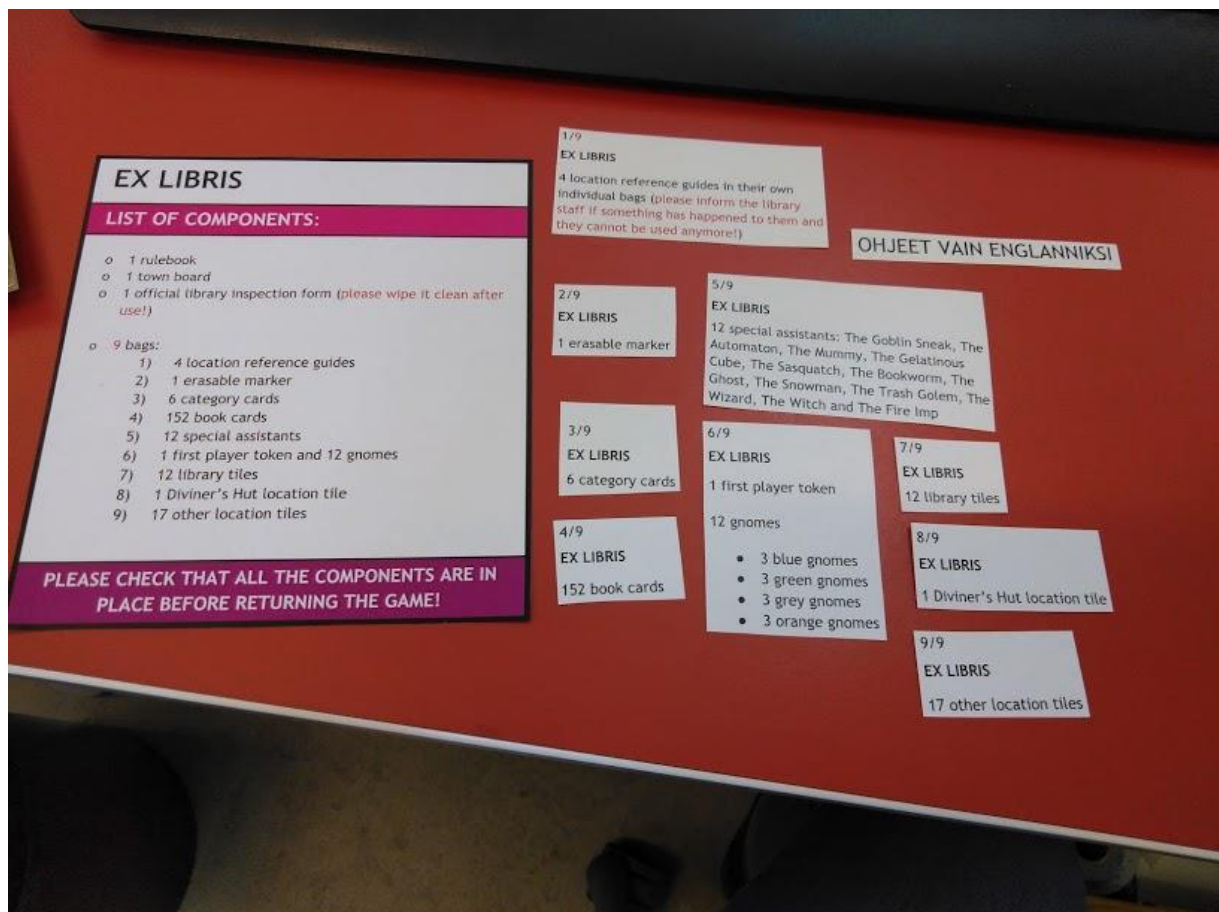 EX LIBRIS
LIST OF COMPONENTS:
o 1 rulebook
o 1 town board
o 1 official library inspection form (please wipe it clean after
use!)
o 9 bags:
1) 4 location reference guides
2) 1 erasable marker
3) 6 category cards
4) 152 book cards
5) 12 special assistants
6) 1 first player token and 12 gnomes
7) 12 library tiles
8) 1 Diviner's Hut location tile
9) 17 other location tiles
PLEASE CHECK THAT ALL THE COMPONENTS ARE IN
PLACE BEFORE RETURNING THE GAME!
1/9
EX LIBRIS
4 location reference guides in their own
individual bags (please inform the library
staff if something has happened to them and
they cannot be used anymore!)
OHJEET VAIN ENGLANNIKSI
2/9
EX LIBRIS
1 erasable marker
5/9
EX LIBRIS
12 special assistants: The Goblin Sneak, The
Automaton, The Mummy, The Gelatinous
Cube, The Sasquatch, The Bookworm, The
Ghost, The Snowman, The Trash Golem, The
Wizard, The Witch and The Fire Imp
3/9
EX LIBRIS
6 category cards
6/9
EX LIBRIS
1 first player token
12 gnomes
• 3 blue gnomes
• 3 green gnomes
• 3 grey gnomes
• 3 orange gnomes
7/9
EX LIBRIS
12 library tiles
4/9
EX LIBRIS
152 book cards
8/9
EX LIBRIS
1 Diviner's Hut location tile
9/9
EX LIBRIS
17 other location tiles